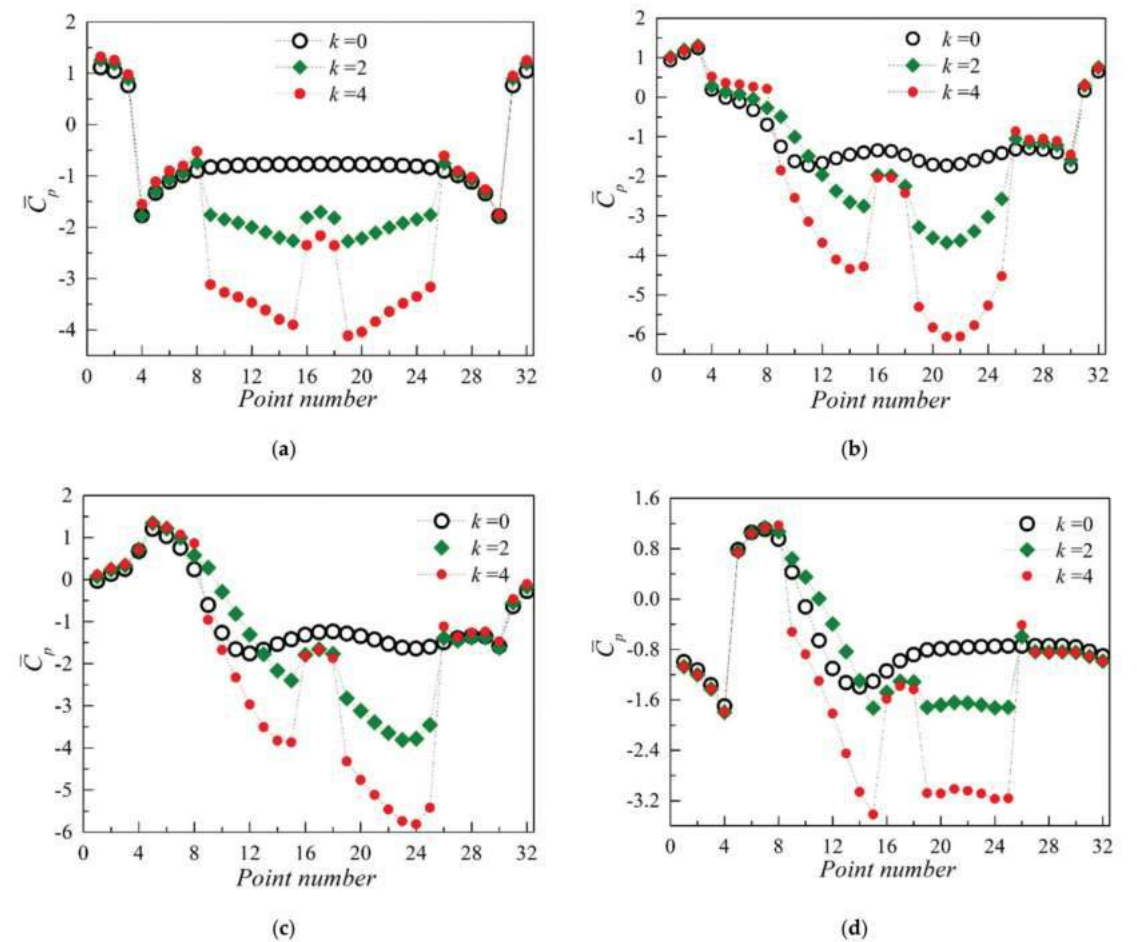 2
1
0
-1
-2
-3
-4
C̅p
k =0
k =2
k =4
0 4 8 12 16 20 24 28 32
Point number
(a)
2
1
0
-1
-2
-3
-4
-5
-6
C̅p
k =0
k =2
k =4
0 4 8 12 16 20 24 28 32
Point number
(b)
2
1
0
-1
-2
-3
-4
-5
-6
C̅p
k =0
k =2
k =4
0 4 8 12 16 20 24 28 32
Point number
(c)
1.6
0.8
0.0
-0.8
-1.6
-2.4
-3.2
C̅p
k =0
k =2
k =4
0 4 8 12 16 20 24 28 32
Point number
(d)